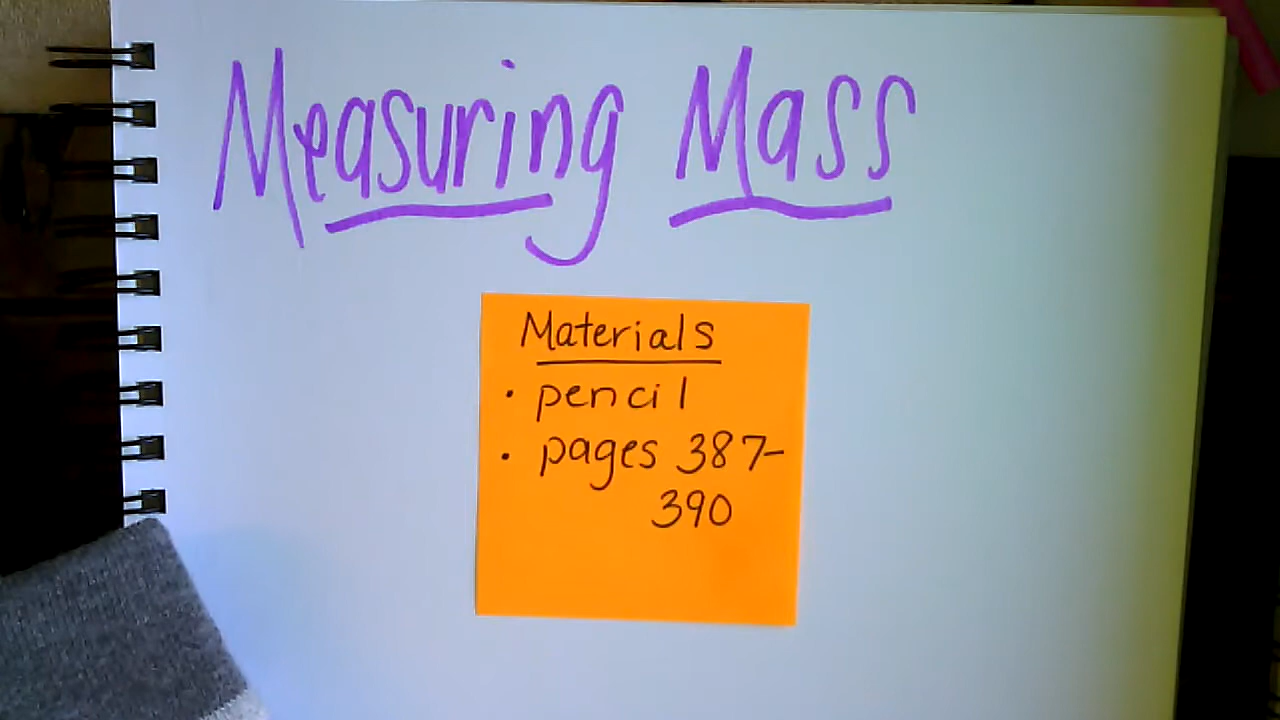 Measuring Mass
Materials
• pencil
• pages 387-
390